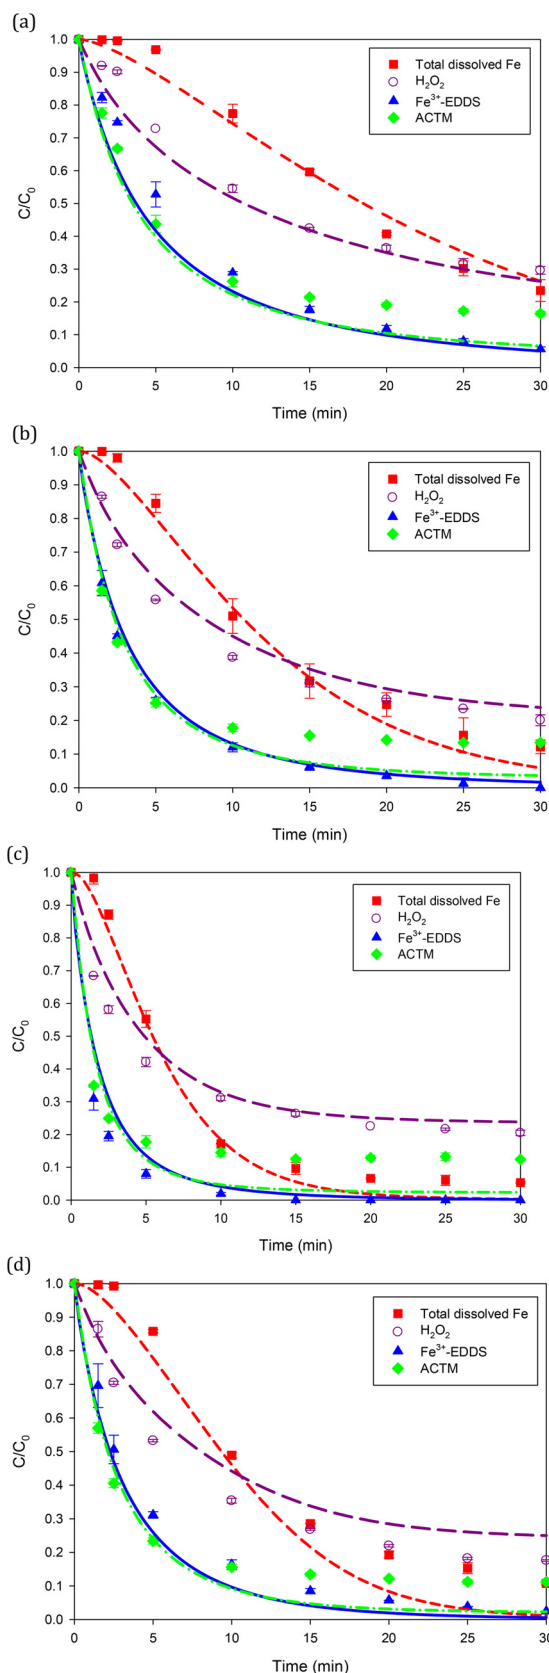 (a)
1.0
0.9
0.8
0.7
0.6
0.5
0.4
0.3
0.2
0.1
0.0
C/C₀
Total dissolved Fe
H₂O₂
Fe³⁺-EDDS
ACTM
0 5 10 15 20 25 30
Time (min)
(b)
1.0
0.9
0.8
0.7
0.6
0.5
0.4
0.3
0.2
0.1
0.0
C/C₀
Total dissolved Fe
H₂O₂
Fe³⁺-EDDS
ACTM
0 5 10 15 20 25 30
Time (min)
(c)
1.0
0.9
0.8
0.7
0.6
0.5
0.4
0.3
0.2
0.1
0.0
C/C₀
Total dissolved Fe
H₂O₂
Fe³⁺-EDDS
ACTM
0 5 10 15 20 25 30
Time (min)
(d)
1.0
0.9
0.8
0.7
0.6
0.5
0.4
0.3
0.2
0.1
0.0
C/C₀
Total dissolved Fe
H₂O₂
Fe³⁺-EDDS
ACTM
0 5 10 15 20 25 30
Time (min)